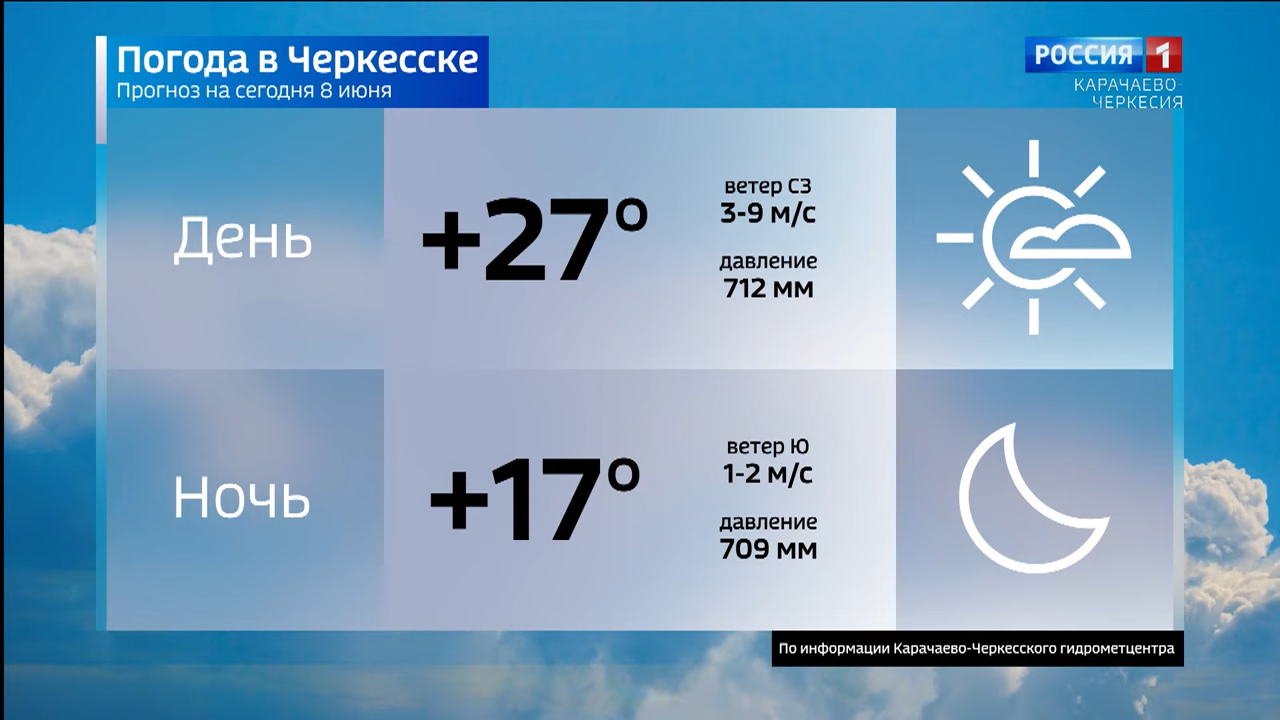 Погода в Черкесске
Прогноз на сегодня 8 июня
РОССИЯ 1
КАРАЧАЕВО-
ЧЕРКЕСИЯ
День
+27°
ветер СЗ
3-9 м/с
давление
712 мм
Ночь
+17°
ветер Ю
1-2 м/с
давление
709 мм
По информации Карачаево-Черкесского гидрометцентра